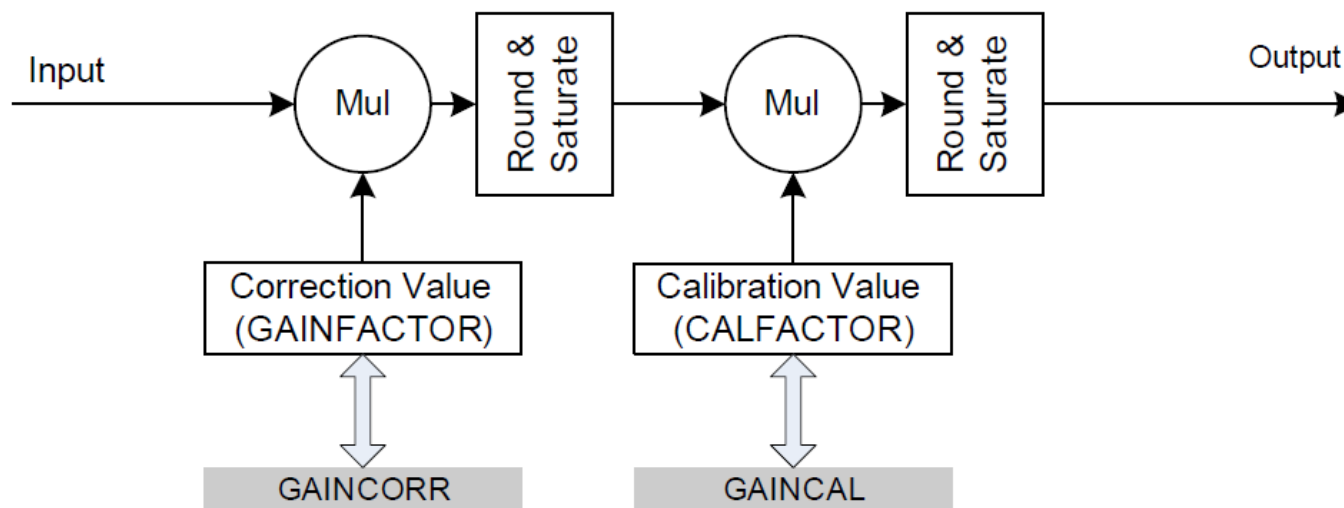 Input
Mul
Round &
Saturate
Mul
Round &
Saturate
Output
Correction Value
(GAINFACTOR)
Calibration Value
(CALFACTOR)
GAINCORR
GAINCAL